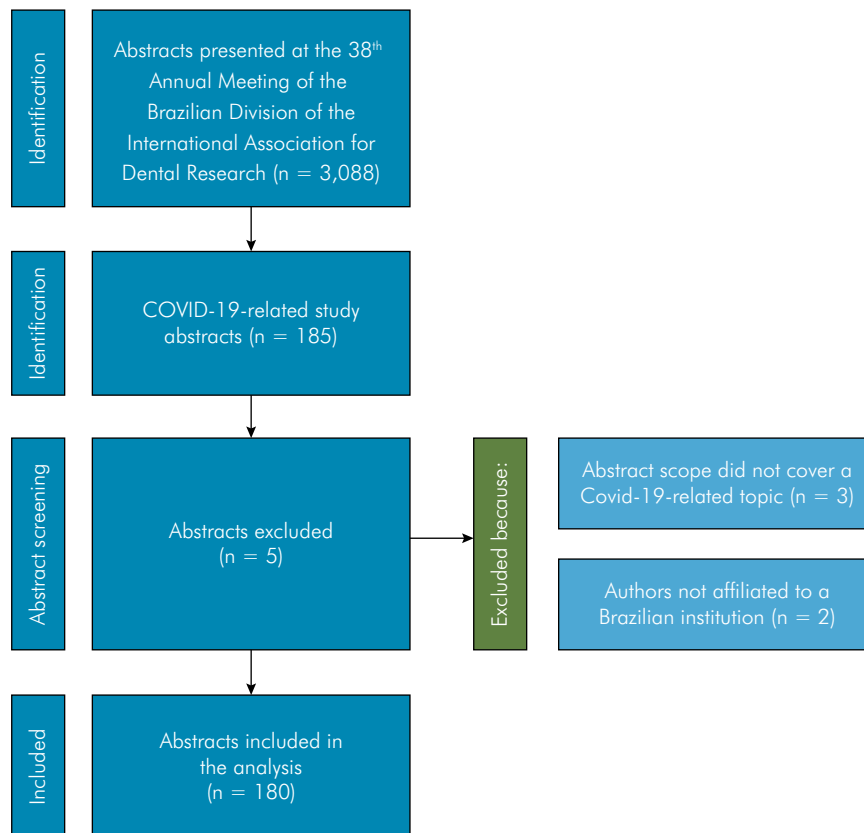 Identification
Abstracts presented at the 38th
Annual Meeting of the
Brazilian Division of the
International Association for
Dental Research (n = 3,088)
Identification
COVID-19-related study
abstracts (n = 185)
Abstract screening
Abstracts excluded
(n = 5)
Excluded because:
Abstract scope did not cover a
Covid-19-related topic (n = 3)
Authors not affiliated to a
Brazilian institution (n = 2)
Included
Abstracts included in
the analysis
(n = 180)